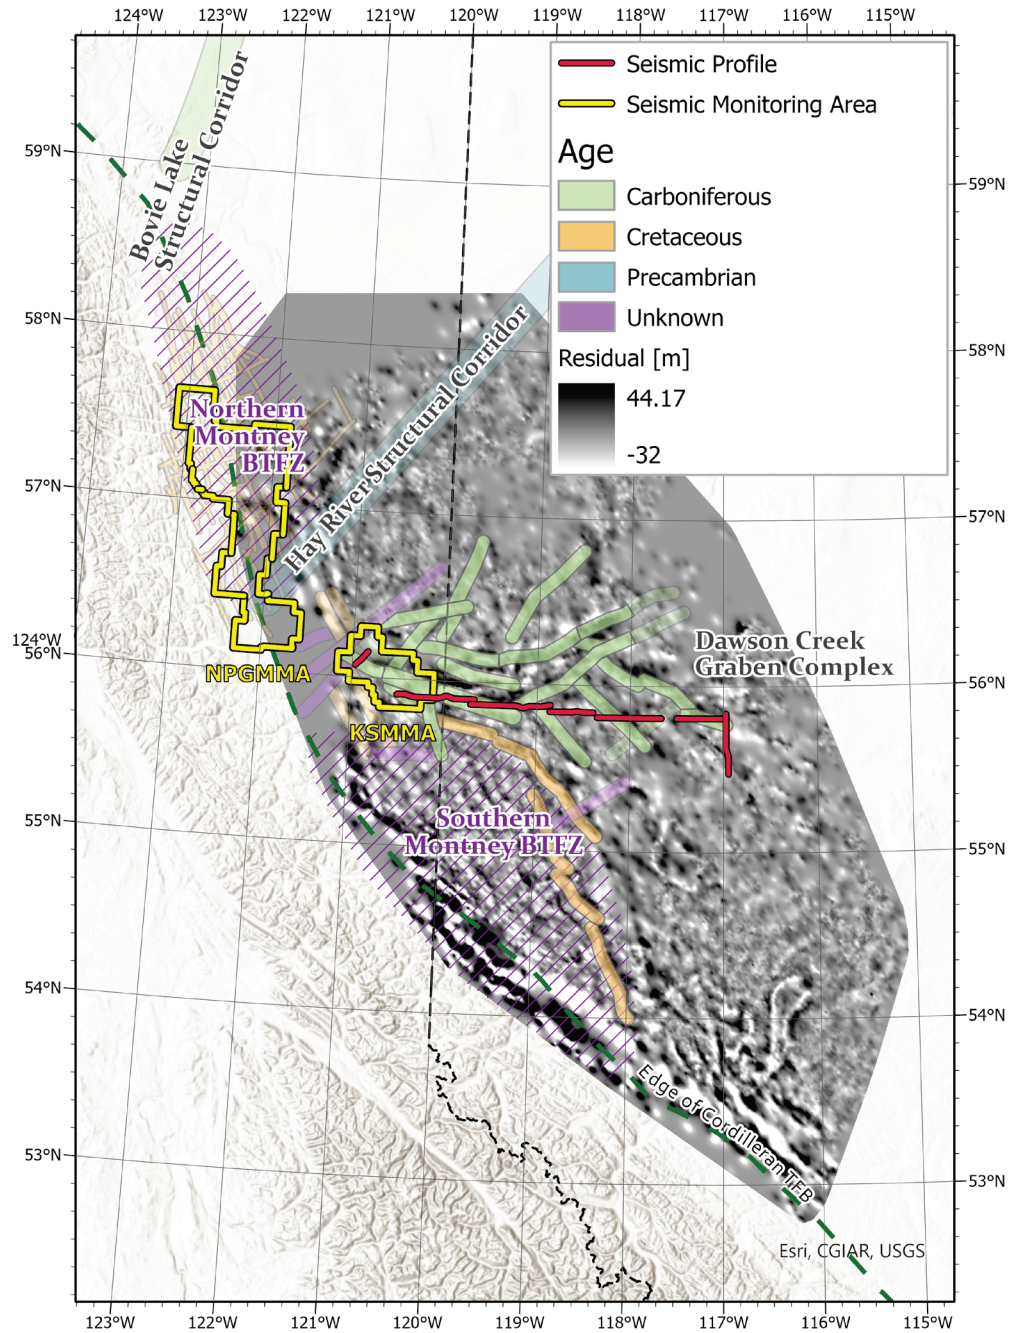 124°W 123°W 122°W 121°W 120°W 119°W 118°W 117°W 116°W 115°W
Seismic Profile
Seismic Monitoring Area
Age
Carboniferous
Cretaceous
Precambrian
Unknown
Residual [m]
44.17
-32
59°N
58°N
57°N
124°W
56°N
55°N
54°N
53°N
59°N
58°N
57°N
56°N
55°N
54°N
53°N
Bovie Lake
Structural Corridor
Hay River Structural Corridor
Northern
Montney
BTFZ
NPGMMA
KSMMA
Dawson Creek
Graben Complex
Southern
Montney BTFZ
Edge of Cordilleran TFB
Esri, CGIAR, USGS
123°W 122°W 121°W 120°W 119°W 118°W 117°W 116°W 115°W